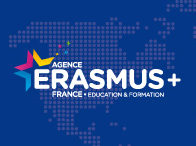 AGENCE
ERASMUS+
FRANCE • EDUCATION & FORMATION